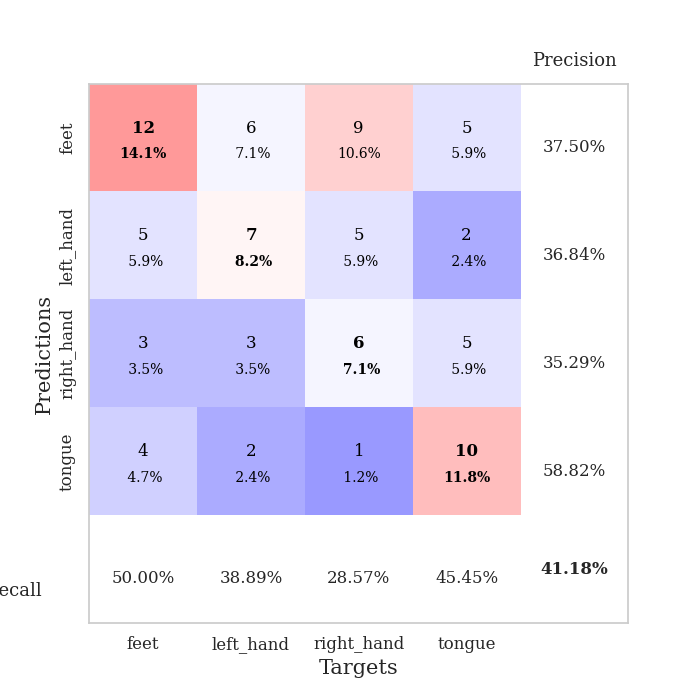 Precision
feet
12 6 9 5
14.1% 7.1% 10.6% 5.9%
37.50%
left_hand
5 7 5 2
5.9% 8.2% 5.9% 2.4%
36.84%
Predictions
right_hand
3 3 6 5
3.5% 3.5% 7.1% 5.9%
35.29%
tongue
4 2 1 10
4.7% 2.4% 1.2% 11.8%
58.82%
ecall
50.00% 38.89% 28.57% 45.45%
41.18%
feet left_hand right_hand tongue
Targets